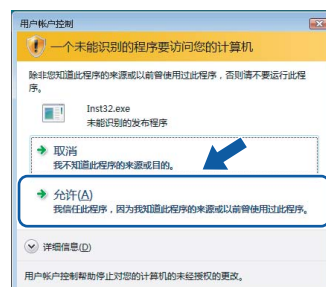 用户帐户控制
一个未能识别的程序要访问您的计算机
除非您知道此程序的来源或以前曾使用过此程序，否则请不要运行此程
序。
Inst32.exe
未能识别的发布程序
取消
我不知道此程序的来源或目的。
允许(A)
我信任此程序，因为我知道此程序的来源或以前曾使用过此程序。
详细信息(D)
用户帐户控制帮助停止对您的计算机的未经授权的更改。